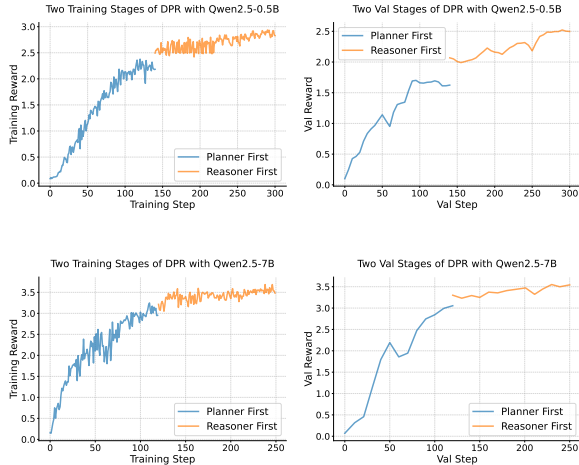 Two Training Stages of DPR with Qwen2.5-0.5B
Training Reward
3.0
2.5
2.0
1.5
1.0
0.5
0.0
0 50 100 150 200 250 300
Training Step
Planner First
Reasoner First
Two Val Stages of DPR with Qwen2.5-0.5B
Val Reward
2.5
2.0
1.5
1.0
0.5
0.0
0 50 100 150 200 250 300
Val Step
Planner First
Reasoner First
Two Training Stages of DPR with Qwen2.5-7B
Training Reward
3.5
3.0
2.5
2.0
1.5
1.0
0.5
0.0
0 50 100 150 200 250
Training Step
Planner First
Reasoner First
Two Val Stages of DPR with Qwen2.5-7B
Val Reward
3.5
3.0
2.5
2.0
1.5
1.0
0.5
0.0
0 50 100 150 200 250
Val Step
Planner First
Reasoner First